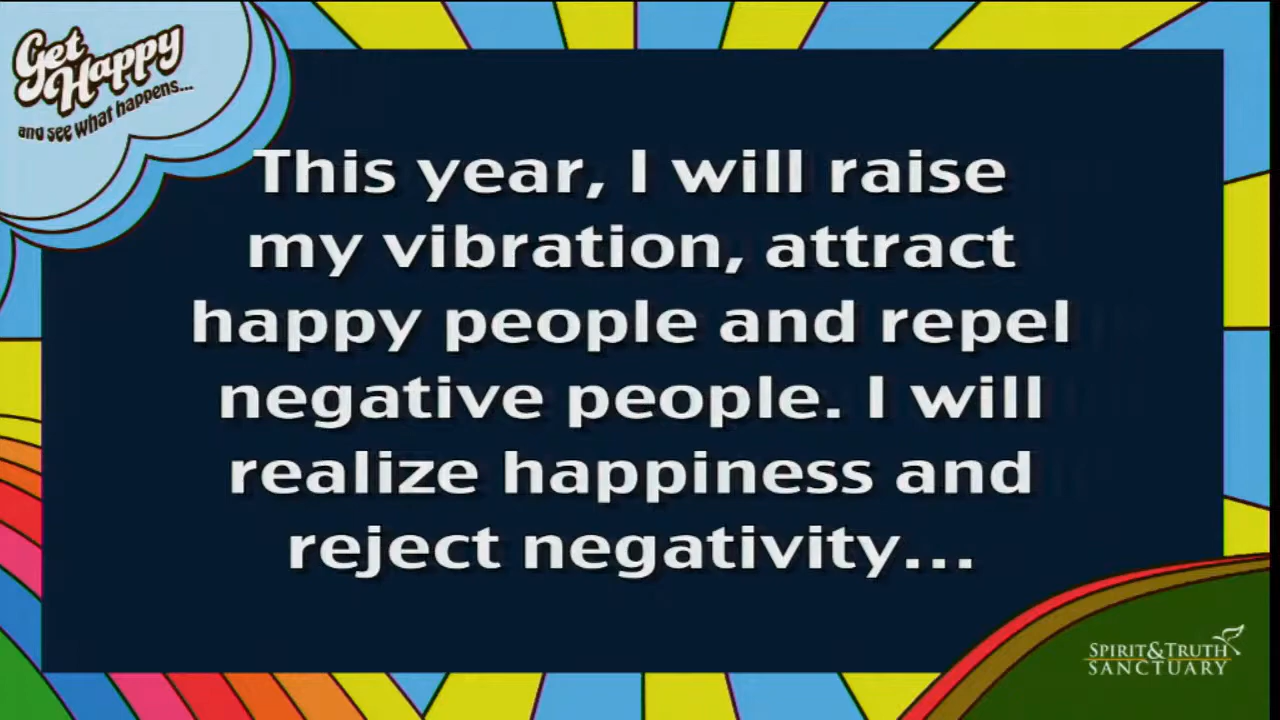 Get
Happy
and see what happens...
This year, I will raise
my vibration, attract
happy people and repel
negative people. I will
realize happiness and
reject negativity...
SPIRIT&TRUTH
SANCTUARY